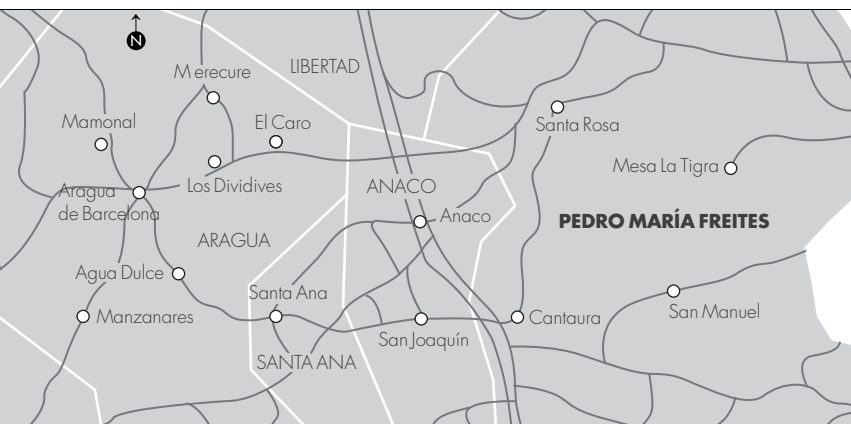 N
LIBERTAD
Merecure
Mamonal
El Caro
Santa Rosa
Mesa La Tigra
Los Dividives
ANACO
Aragua
de Barcelona
Anaco
PEDRO MARÍA FREITES
ARAGUA
Agua Dulce
Santa Ana
San Manuel
Manzanares
Cantaura
San Joaquín
SANTA ANA